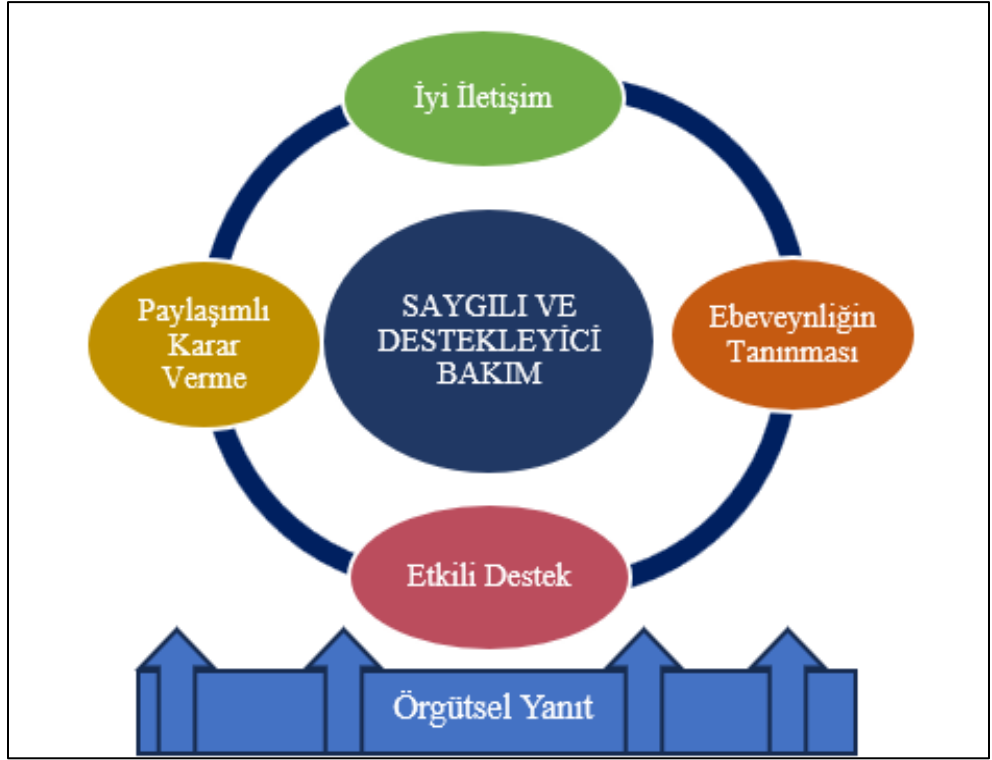 İyi İletişim
Paylaşımlı
Karar
Verme
SAYGILI VE
DESTEKLEYİCİ
BAKIM
Ebeveynliğin
Tanınması
Etkili Destek
Örgütsel Yanıt